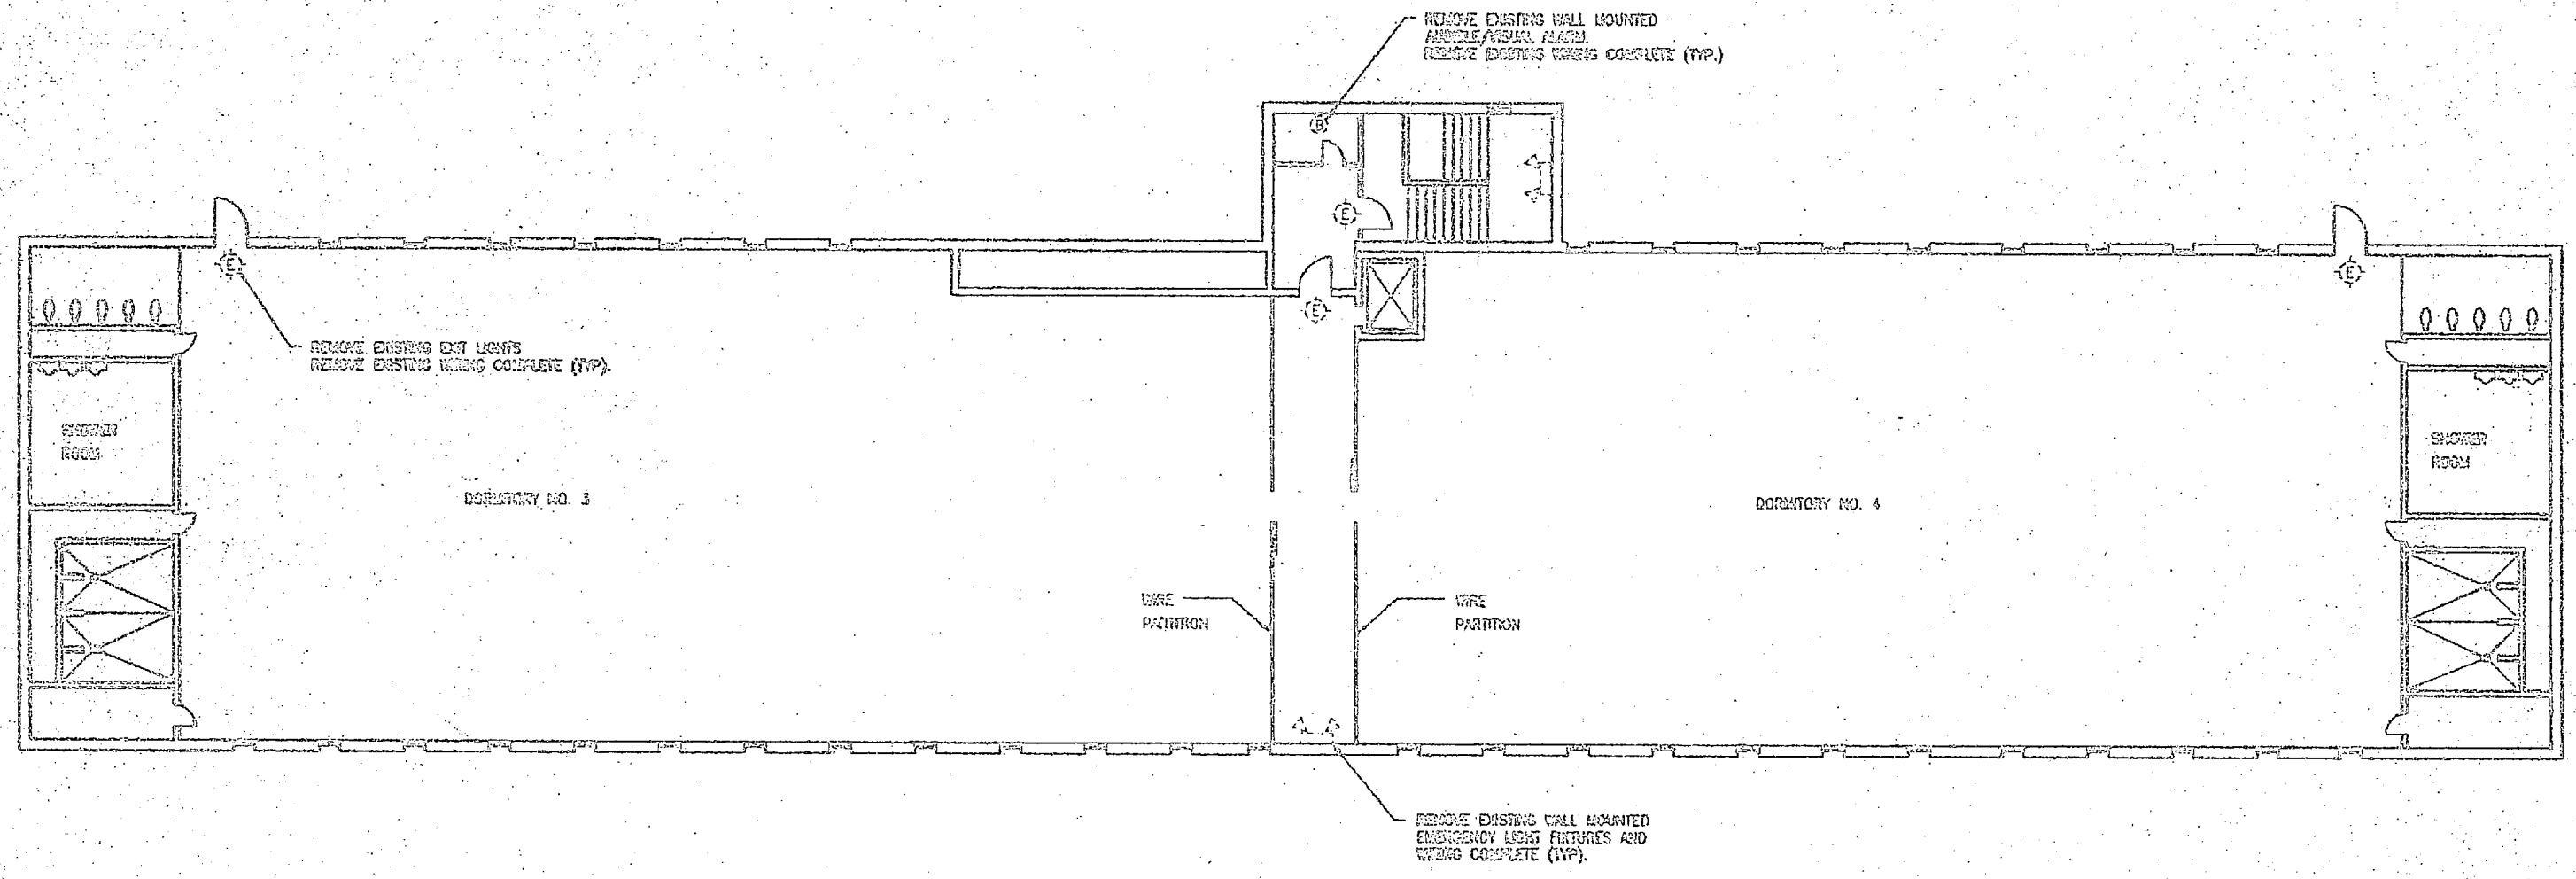 REMOVE EXISTING WALL MOUNTED
AUDIBLE/VISUAL ALARM.
REMOVE EXISTING WIRING COMPLETE (TYP.)
B
E
E
E
E
REMOVE EXISTING EXIT LIGHTS
REMOVE EXISTING WIRING COMPLETE (TYP).
SHOWER
ROOM
SHOWER
ROOM
DORMITORY NO. 3
DORMITORY NO. 4
WIRE
PARTITION
WIRE
PARTITION
REMOVE EXISTING WALL MOUNTED
EMERGENCY LIGHT FIXTURES AND
WIRING COMPLETE (TYP).